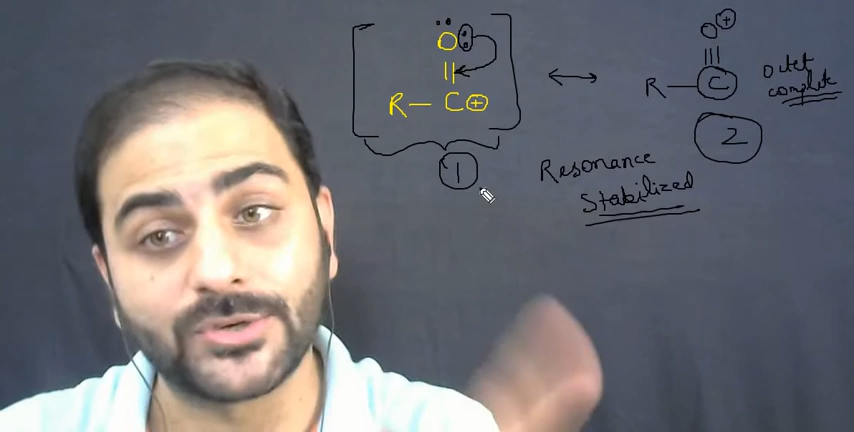 O
O⊕
R — C⊕
R — C
Octet
complete
1
2
Resonance
Stabilized